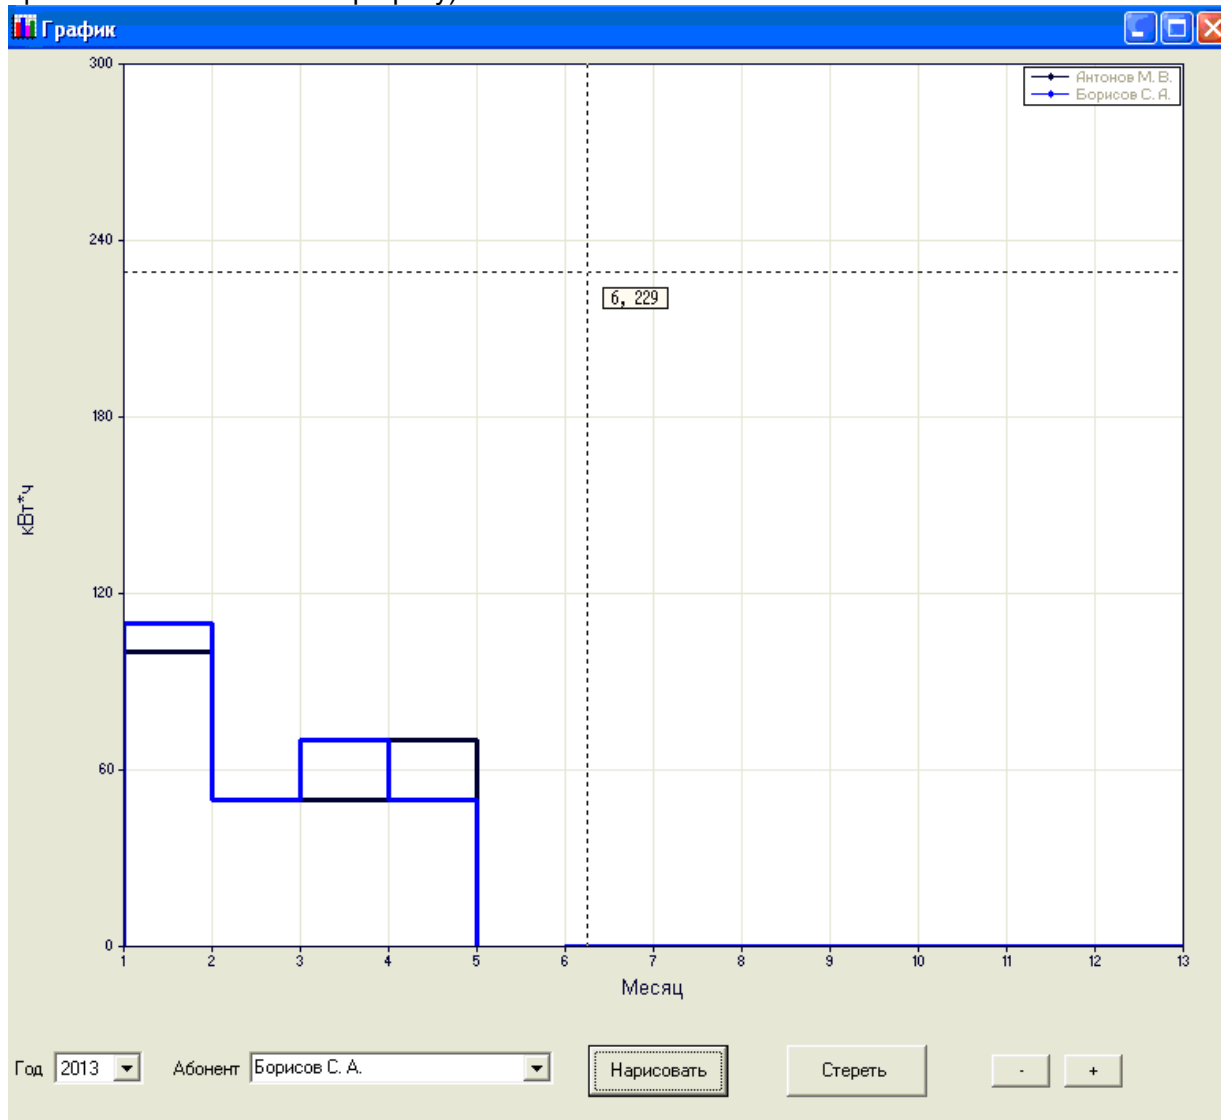 График
300
Антонов М. В.
Борисов С. А.
240
6, 229
180
кВт*ч
120
60
0
1 2 3 4 5 6 7 8 9 10 11 12 13
Месяц
Год 2013 Абонент Борисов С. А. Нарисовать Стереть - +